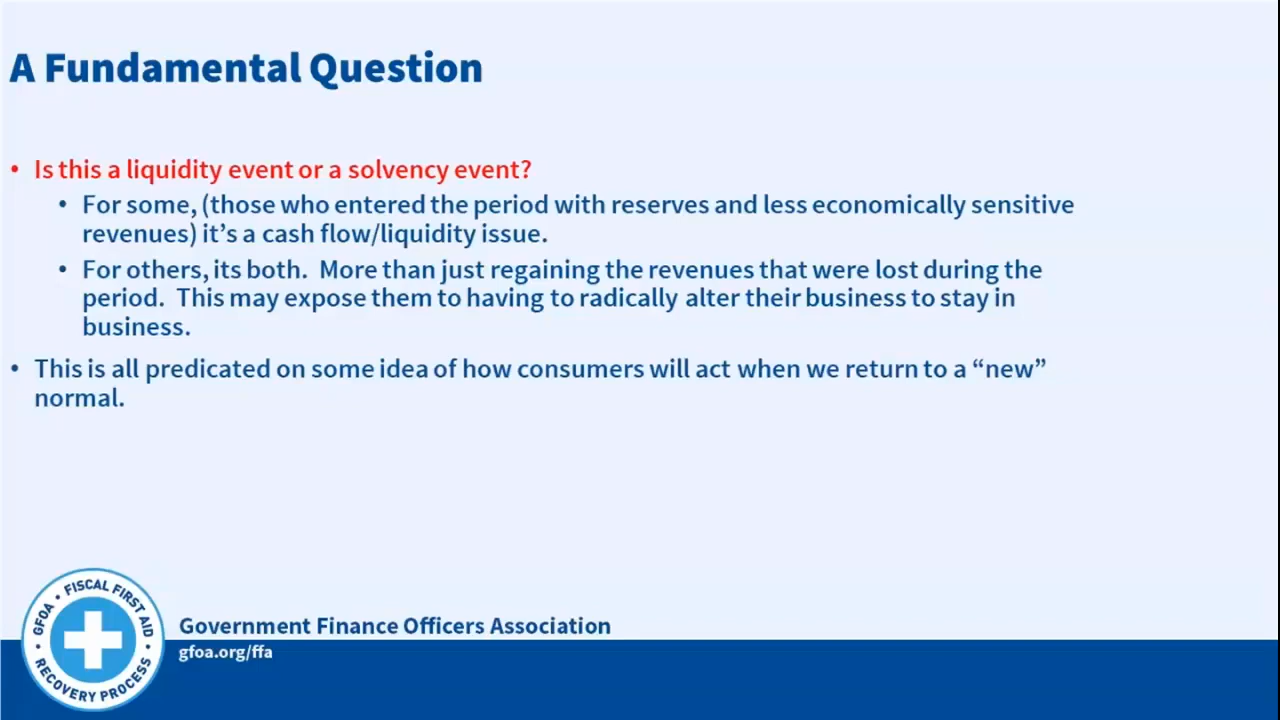 A Fundamental Question
• Is this a liquidity event or a solvency event?
• For some, (those who entered the period with reserves and less economically sensitive
revenues) it’s a cash flow/liquidity issue.
• For others, its both.  More than just regaining the revenues that were lost during the
period.  This may expose them to having to radically alter their business to stay in
business.
• This is all predicated on some idea of how consumers will act when we return to a “new”
normal.
GFOA • FISCAL FIRST AID • RECOVERY PROCESS •
Government Finance Officers Association
gfoa.org/ffa